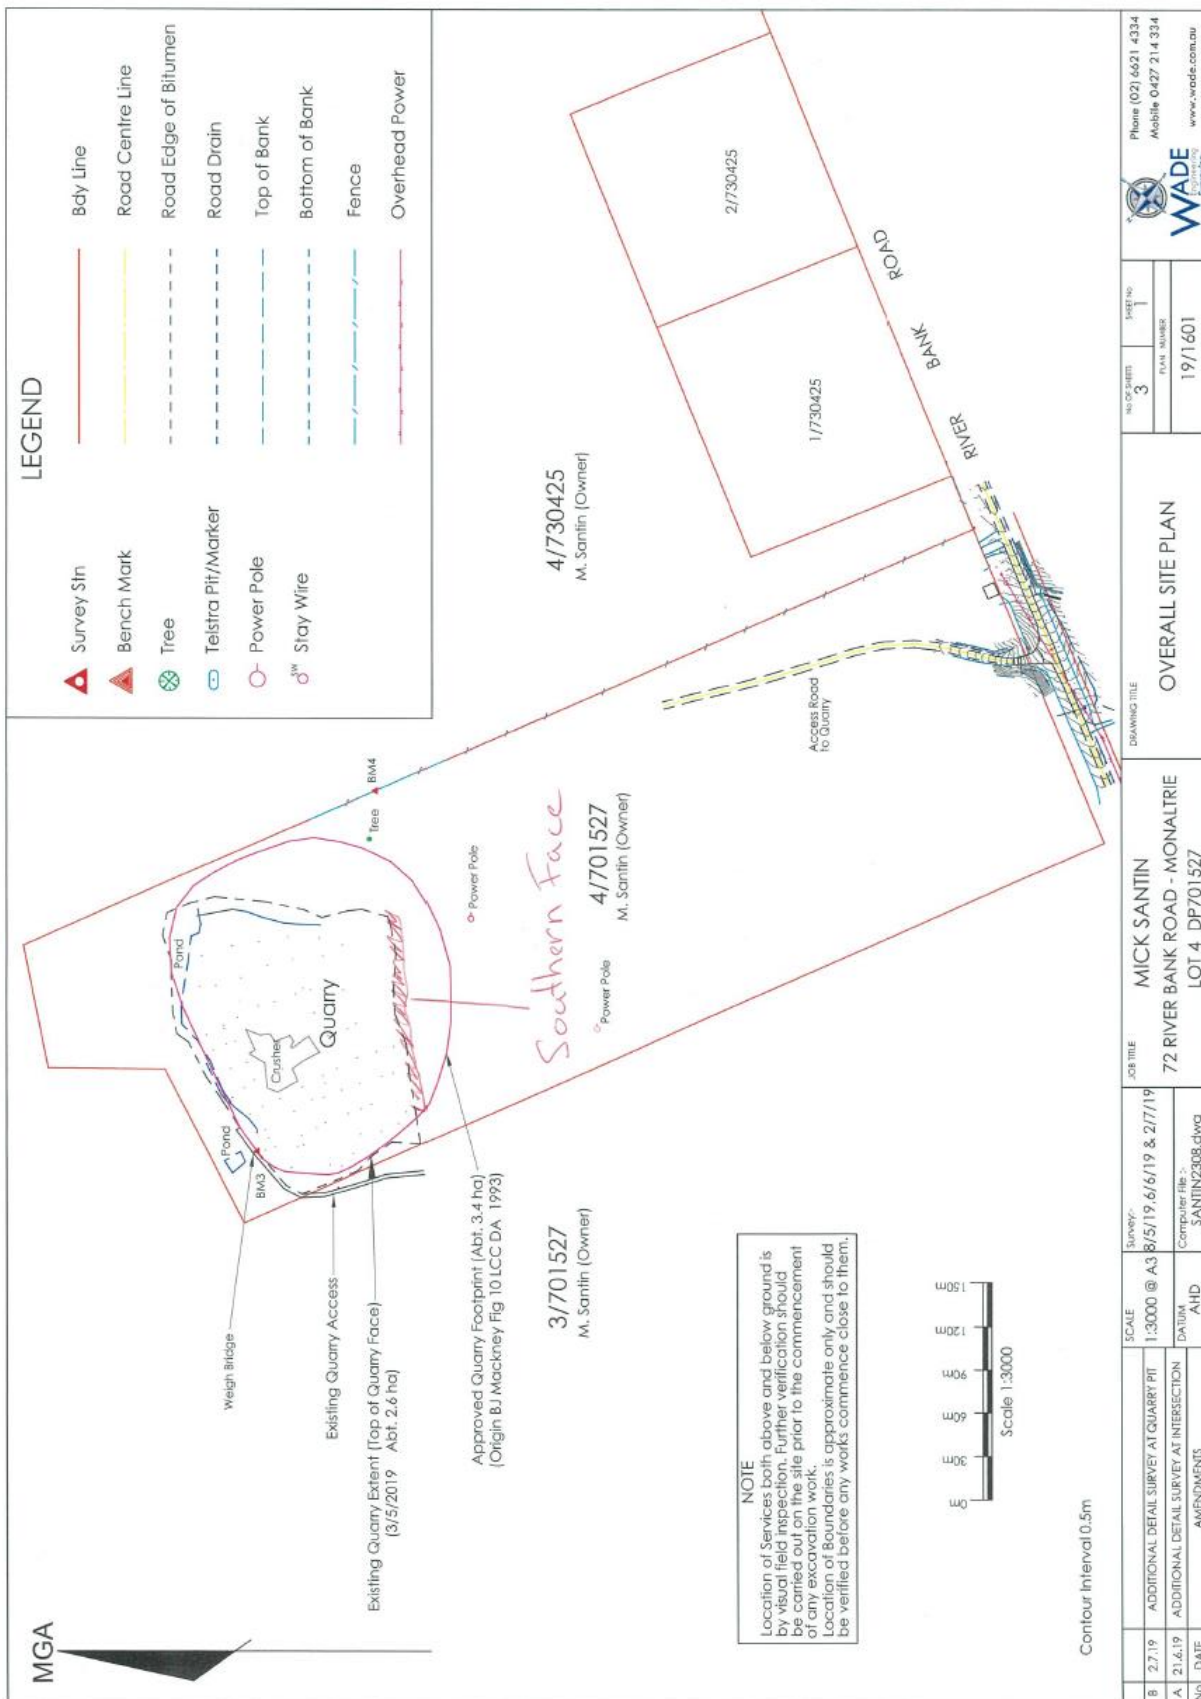 MGA
LEGEND
Survey Stn
Bench Mark
Tree
Telstra Pit/Marker
Power Pole
SW Stay Wire
Bdy Line
Road Centre Line
Road Edge of Bitumen
Road Drain
Top of Bank
Bottom of Bank
Fence
Overhead Power
Weigh Bridge
Existing Quarry Access
Existing Quarry Extent (Top of Quarry Face)
(3/5/2019 Abt. 2.6 ha)
Approved Quarry Footprint (Abt. 3.4 ha)
(Origin BJ Mackney Fig 10 LCC DA 1993)
Pond
BM3
Crusher
Quarry
Pond
Tree
BM4
Power Pole
Power Pole
Southern Face
3/701527
M. Santin (Owner)
4/701527
M. Santin (Owner)
4/730425
M. Santin (Owner)
Access Road
to Quarry
1/730425
2/730425
RIVER BANK ROAD
NOTE
Location of Services both above and below ground is
by visual field inspection. Further verification should
be carried out on the site prior to the commencement
of any excavation work.
Location of Boundaries is approximate only and should
be verified before any works commence close to them.
0m 30m 60m 90m 120m 150m
Scale 1:3000
Contour Interval 0.5m
B 2.7.19 ADDITIONAL DETAIL SURVEY AT QUARRY PIT
A 21.6.19 ADDITIONAL DETAIL SURVEY AT INTERSECTION
No DATE AMENDMENTS
SCALE
1:3000 @ A3
DATUM
AHD
Survey:-
8/5/19,6/6/19 & 2/7/19
Computer File :-
SANTIN2308.dwg
JOB TITLE
MICK SANTIN
72 RIVER BANK ROAD - MONALTRIE
LOT 4 DP701527
DRAWING TITLE
OVERALL SITE PLAN
No OF SHEETS
3
SHEET No
1
PLAN NUMBER
19/1601
WADE
Phone (02) 6621 4334
Mobile 0427 214 334
www.wade.com.au